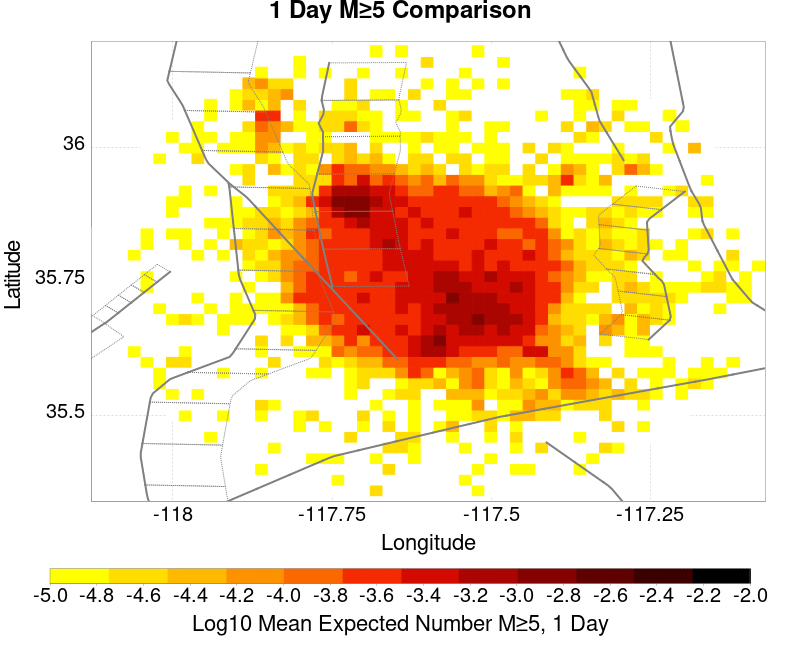 1 Day M≥5 Comparison
36
35.75
35.5
Latitude
-118 -117.75 -117.5 -117.25
Longitude
-5.0 -4.8 -4.6 -4.4 -4.2 -4.0 -3.8 -3.6 -3.4 -3.2 -3.0 -2.8 -2.6 -2.4 -2.2 -2.0
Log10 Mean Expected Number M≥5, 1 Day